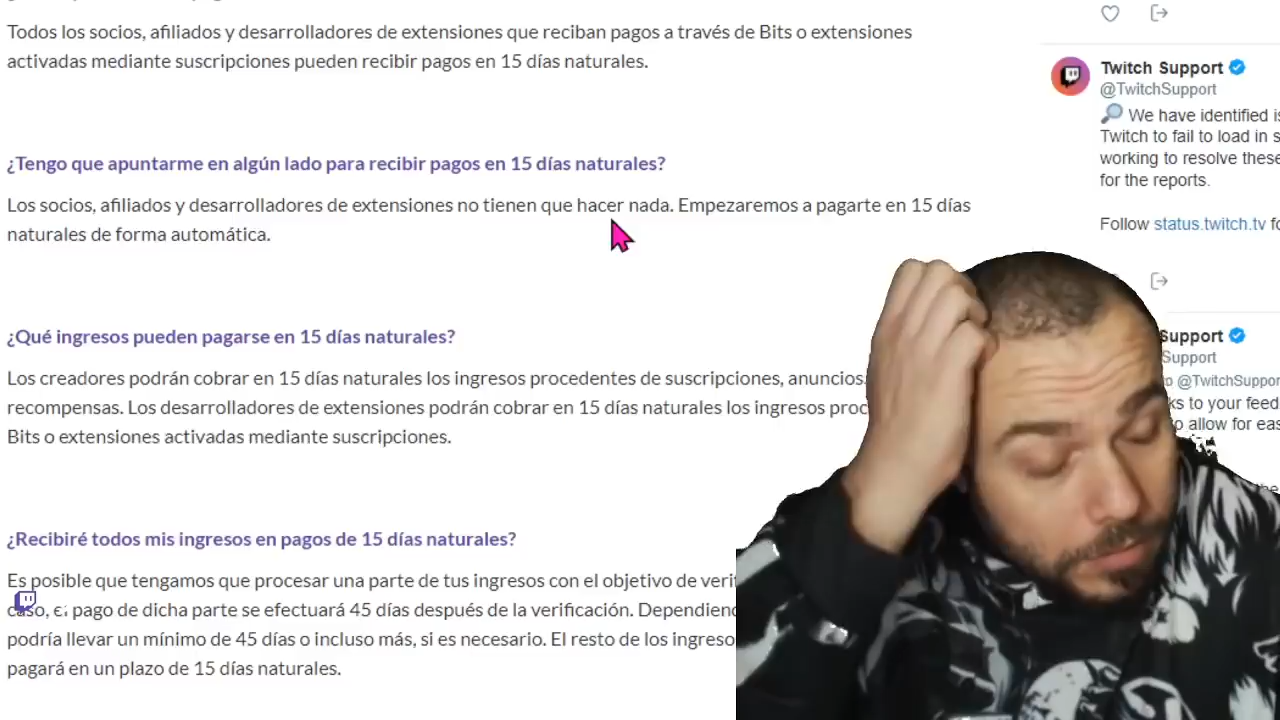 Todos los socios, afiliados y desarrolladores de extensiones que reciban pagos a través de Bits o extensiones
activadas mediante suscripciones pueden recibir pagos en 15 días naturales.
¿Tengo que apuntarme en algún lado para recibir pagos en 15 días naturales?
Los socios, afiliados y desarrolladores de extensiones no tienen que hacer nada. Empezaremos a pagarte en 15 días
naturales de forma automática.
¿Qué ingresos pueden pagarse en 15 días naturales?
Los creadores podrán cobrar en 15 días naturales los ingresos procedentes de suscripciones, anuncios
recompensas. Los desarrolladores de extensiones podrán cobrar en 15 días naturales los ingresos
Bits o extensiones activadas mediante suscripciones.
¿Recibiré todos mis ingresos en pagos de 15 días naturales?
Es posible que tengamos que procesar una parte de tus ingresos con el objetivo de
caso, el pago de dicha parte se efectuará 45 días después de la verificación.
podría llevar un mínimo de 45 días o incluso más, si es necesario. El resto de los
pagará en un plazo de 15 días naturales.
Twitch Support
@TwitchSupport
We have identified
Twitch to fail to load in
working to resolve these
for the reports.
Follow status.twitch.tv
Support
Support
@TwitchSuppor
to your feed
to allow for